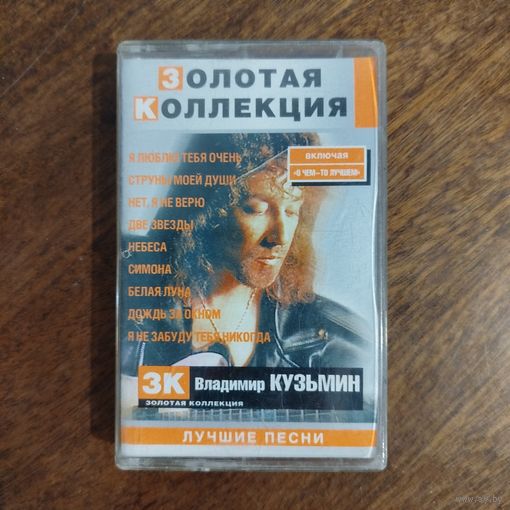 ЗОЛОТАЯ
КОЛЛЕКЦИЯ
Я ЛЮБЛЮ ТЕБЯ ОЧЕНЬ
СТРУНЫ МОЕЙ ДУШИ
НЕТ, Я НЕ ВЕРЮ
ДВЕ ЗВЕЗДЫ
НЕБЕСА
СИМОНА
БЕЛАЯ ЛУНА
ДОЖДЬ ЗА ОКНОМ
Я НЕ ЗАБУДУ ТЕБЯ НИКОГДА
включая
«О ЧЕМ–ТО ЛУЧШЕМ»
ЗК Владимир КУЗЬМИН
ЗОЛОТАЯ КОЛЛЕКЦИЯ
ЛУЧШИЕ ПЕСНИ